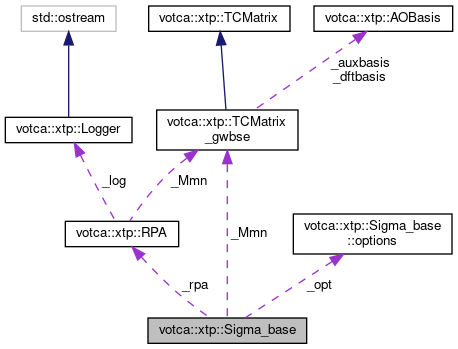 std::ostream
votca::xtp::TCMatrix
votca::xtp::AOBasis
_auxbasis
_dftbasis
votca::xtp::Logger
votca::xtp::TCMatrix
_gwbse
_log
_Mmn
votca::xtp::RPA
_Mmn
votca::xtp::Sigma_base
::options
_rpa
_opt
votca::xtp::Sigma_base